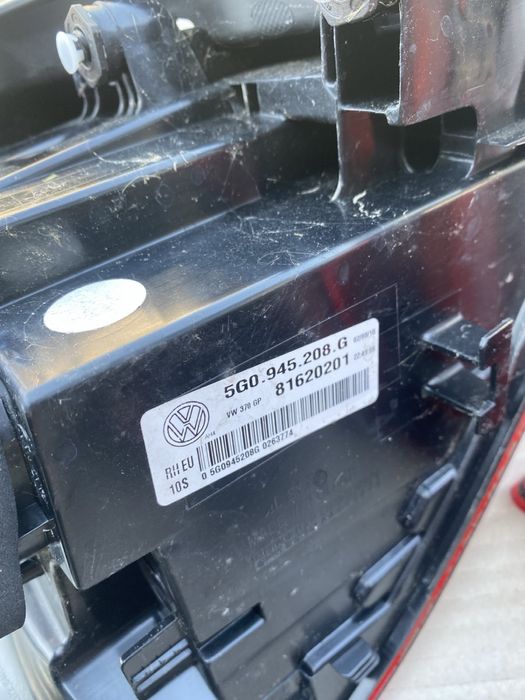 5G0.945.208.G
VW 370 GP 81620201
RH EU
10S
0 5G0945208G 0263774